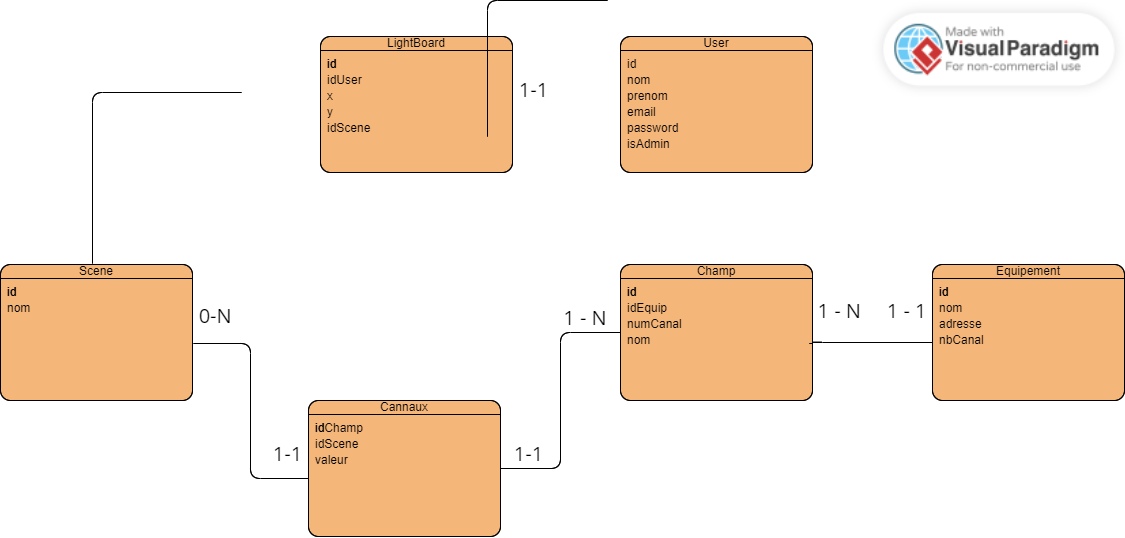 Made with
VisualParadigm
For non-commercial use
LightBoard
id
idUser
x
y
idScene
1-1
User
id
nom
prenom
email
password
isAdmin
Scene
id
nom
0-N
1-1
Cannaux
idChamp
idScene
valeur
1-1
1 - N
Champ
id
idEquip
numCanal
nom
1 - N
1 - 1
Equipement
id
nom
adresse
nbCanal